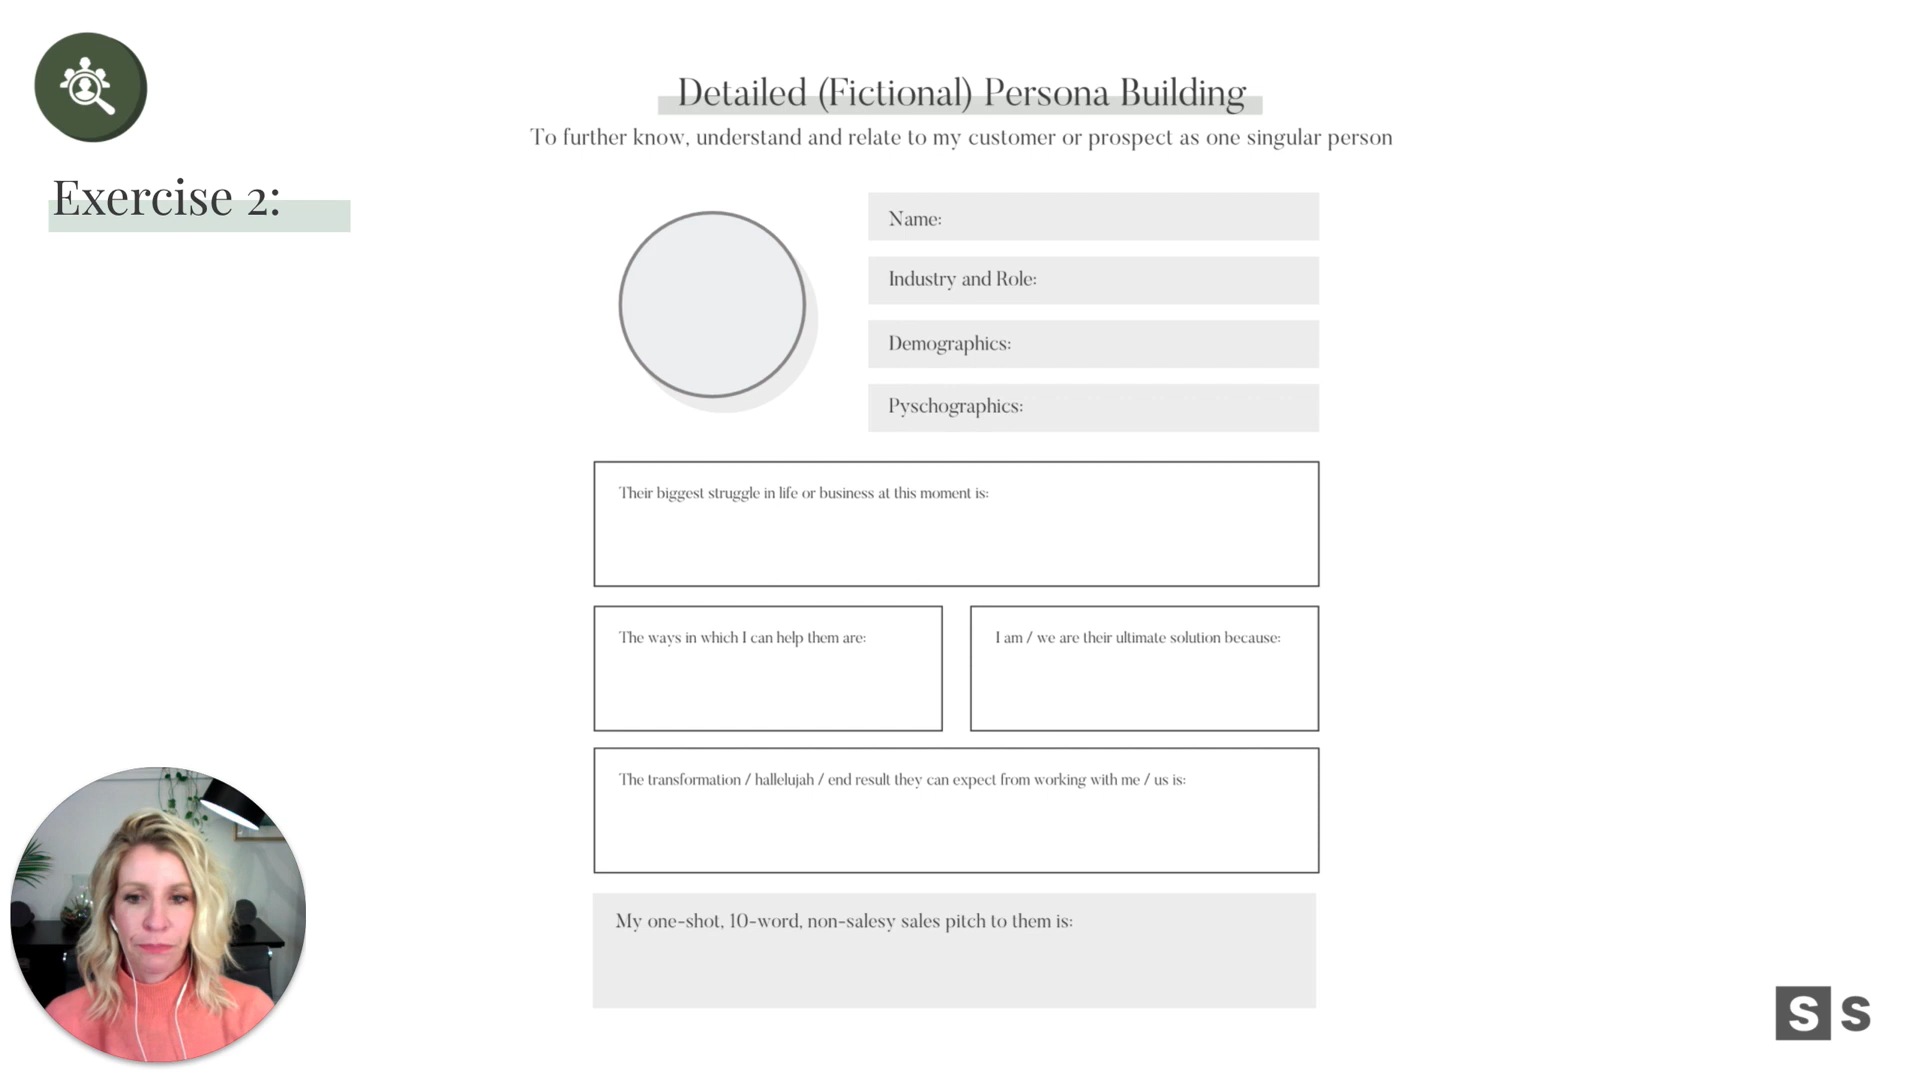 Detailed (Fictional) Persona Building
To further know, understand and relate to my customer or prospect as one singular person
Exercise 2:
Name:
Industry and Role:
Demographics:
Pyschographics:
Their biggest struggle in life or business at this moment is:
The ways in which I can help them are:
I am / we are their ultimate solution because:
The transformation / hallelujah / end result they can expect from working with me / us is:
My one-shot, 10-word, non-salesy sales pitch to them is:
S S